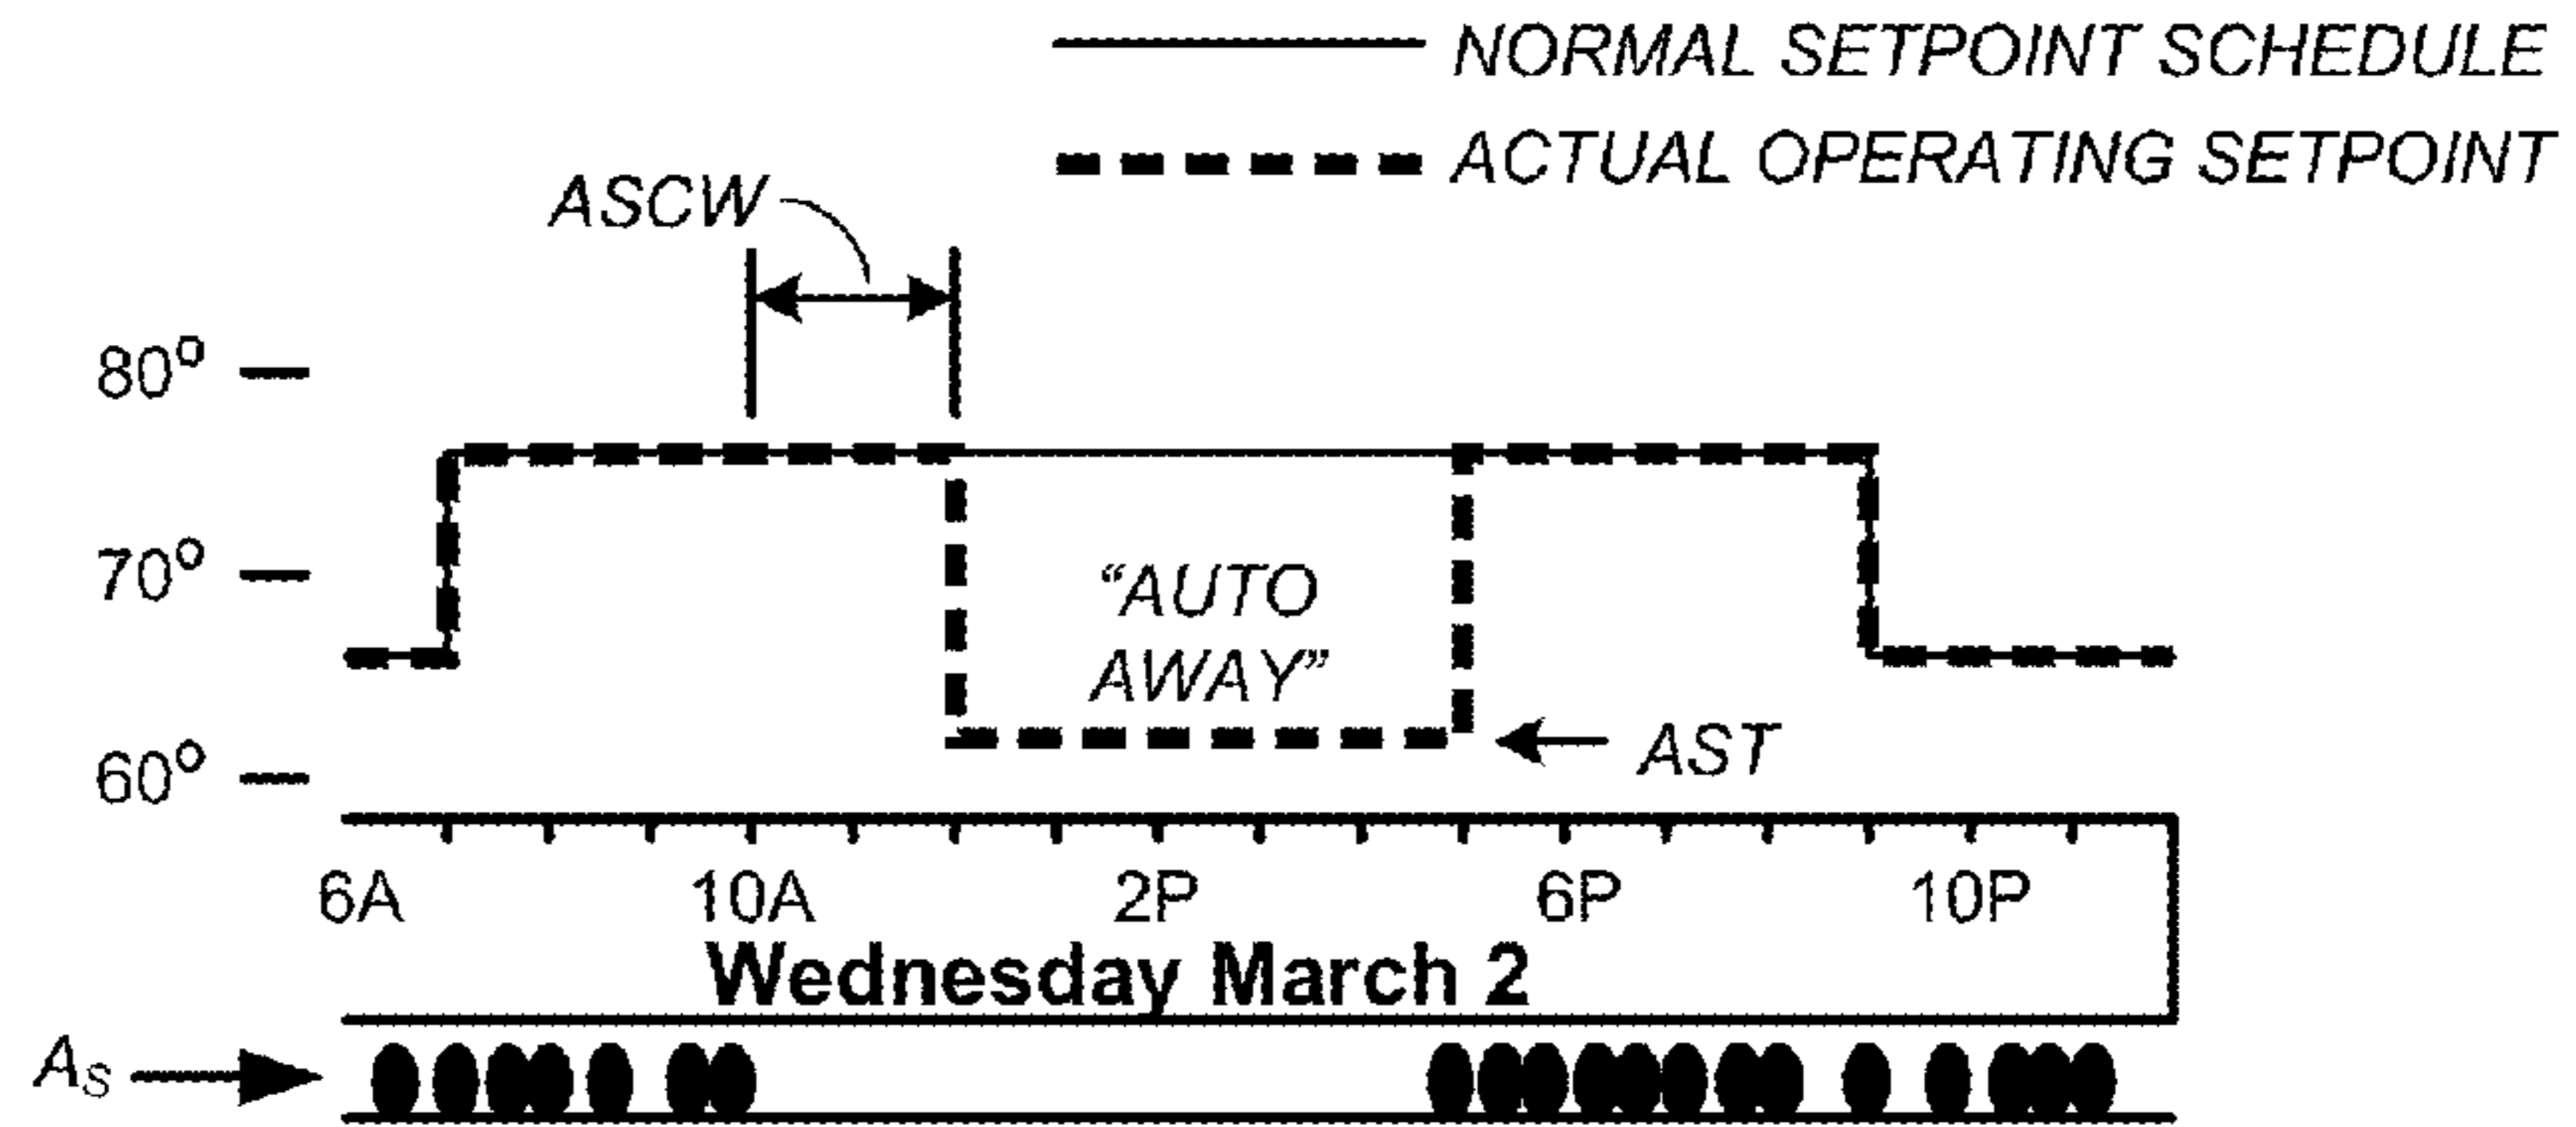 NORMAL SETPOINT SCHEDULE
ACTUAL OPERATING SETPOINT
ASCW
80°
70°
60°
“AUTO
AWAY”
AST
6A 10A 2P 6P 10P
Wednesday March 2
AS